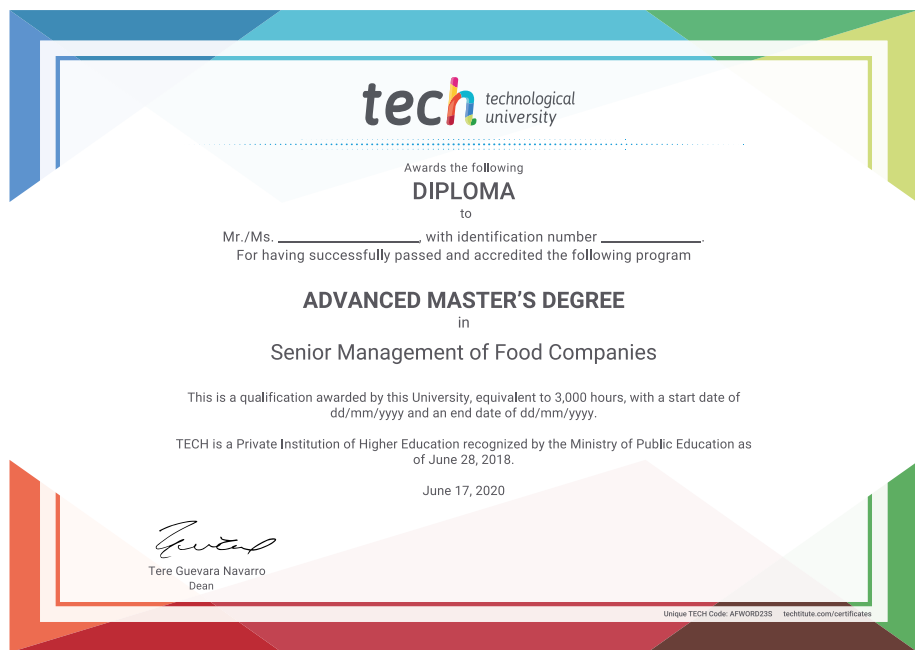 tech technological
university
Awards the following
DIPLOMA
to
Mr./Ms. ____________________, with identification number ______________.
For having successfully passed and accredited the following program
ADVANCED MASTER’S DEGREE
in
Senior Management of Food Companies
This is a qualification awarded by this University, equivalent to 3,000 hours, with a start date of
dd/mm/yyyy and an end date of dd/mm/yyyy.
TECH is a Private Institution of Higher Education recognized by the Ministry of Public Education as
of June 28, 2018.
June 17, 2020
Tere Guevara Navarro
Dean
Unique TECH Code: AFWORD23S techtitute.com/certificates